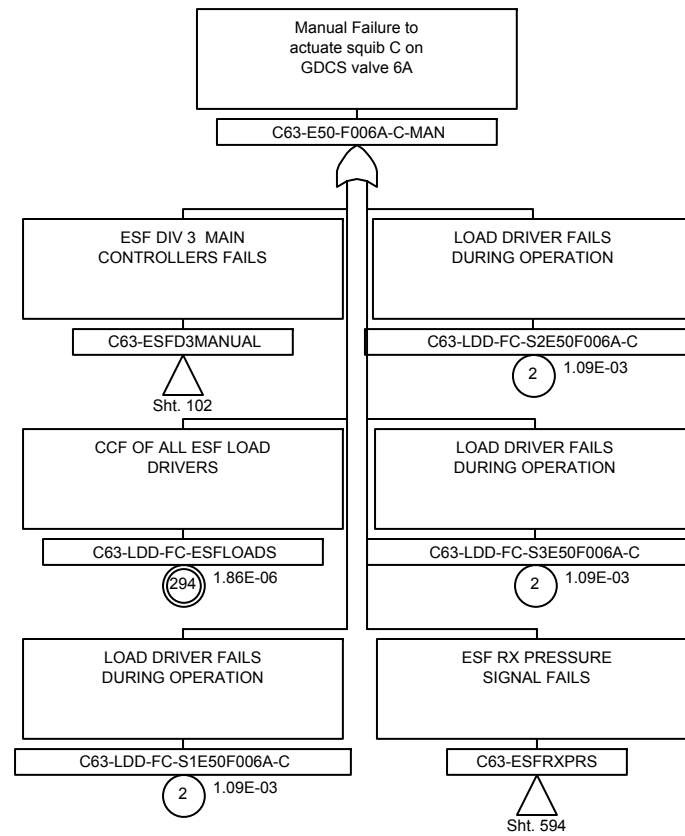 Manual Failure to
actuate squib C on
GDCS valve 6A
C63-E50-F006A-C-MAN
ESF DIV 3 MAIN
CONTROLLERS FAILS
C63-ESFD3MANUAL
Sht. 102
LOAD DRIVER FAILS
DURING OPERATION
C63-LDD-FC-S2E50F006A-C
2
1.09E-03
CCF OF ALL ESF LOAD
DRIVERS
C63-LDD-FC-ESFLOADS
294
1.86E-06
LOAD DRIVER FAILS
DURING OPERATION
C63-LDD-FC-S3E50F006A-C
2
1.09E-03
LOAD DRIVER FAILS
DURING OPERATION
C63-LDD-FC-S1E50F006A-C
2
1.09E-03
ESF RX PRESSURE
SIGNAL FAILS
C63-ESFRXPRS
Sht. 594